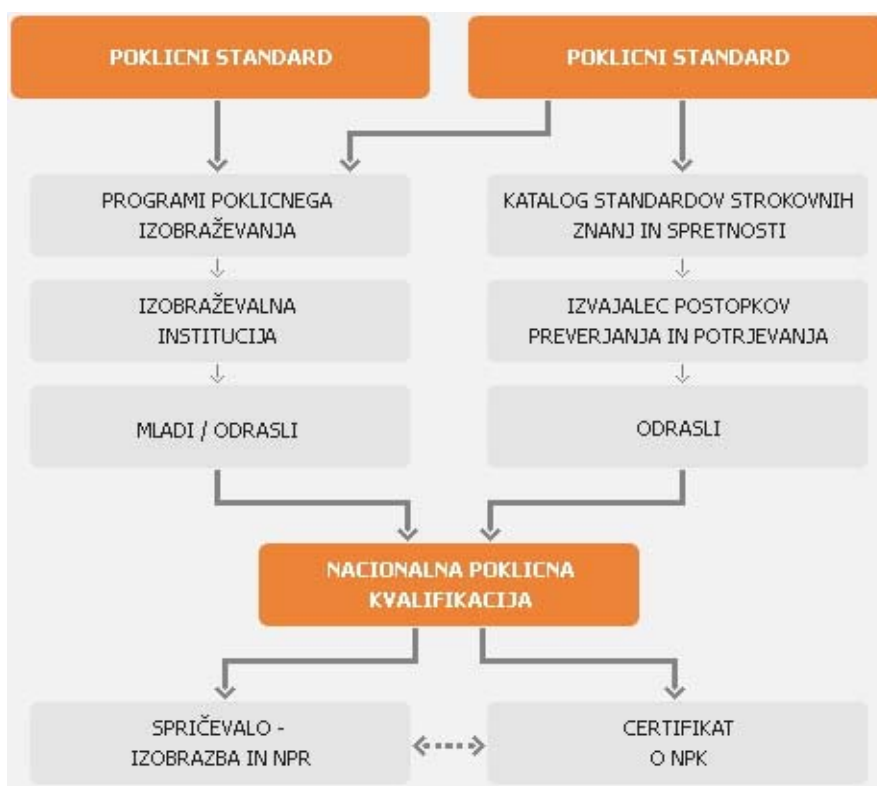 POKLICNI STANDARD
POKLICNI STANDARD
PROGRAMI POKLICNEGA
IZOBRAŽEVANJA
KATALOG STANDARDOV STROKOVNIH
ZNANJ IN SPRETNOSTI
IZOBRAŽEVALNA
INSTITUCIJA
IZVAJALEC POSTOPKOV
PREVERJANJA IN POTRJEVANJA
MLADI / ODRASLI
ODRASLI
NACIONALNA POKLICNA
KVALIFIKACIJA
SPRIČEVALO -
IZOBRAZBA IN NPR
CERTIFIKAT
O NPK